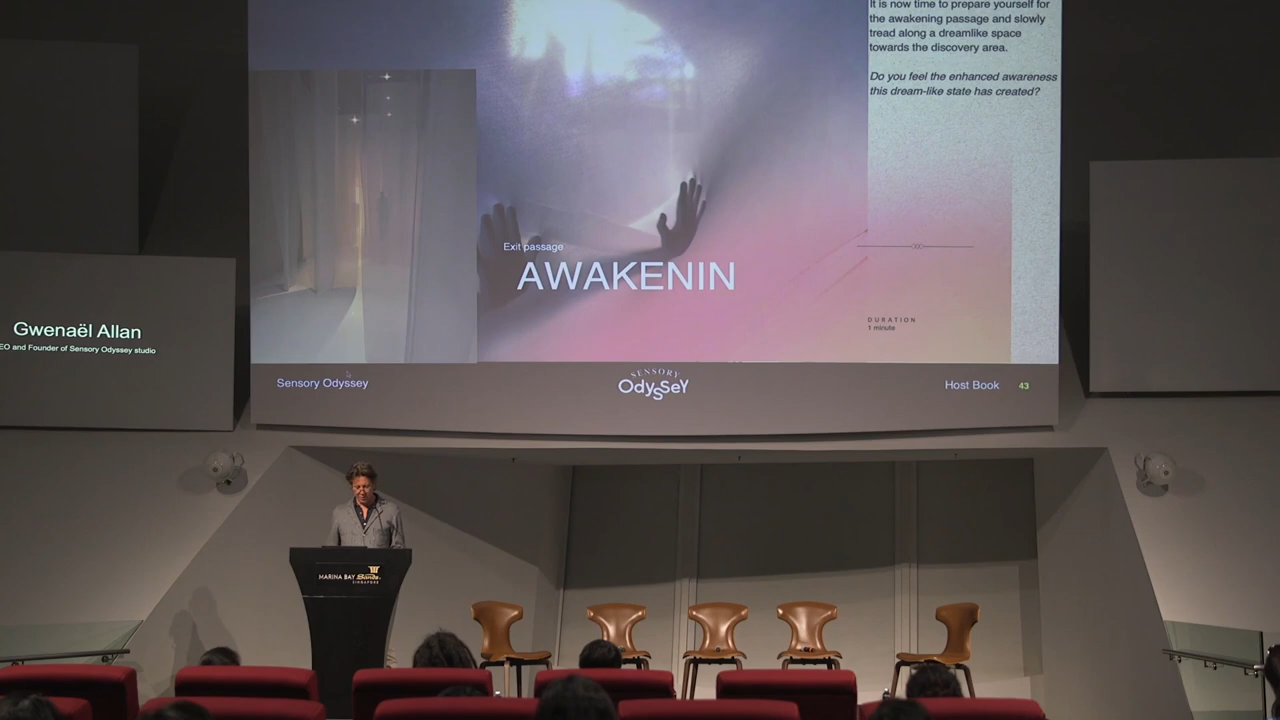 It is now time to prepare yourself for
the awakening passage and slowly
tread along a dreamlike space
towards the discovery area.
Do you feel the enhanced awareness
this dream-like state has created?
Exit passage
AWAKENIN
DURATION
1 minute
Sensory Odyssey
SENSORY
OdySSeY
Host Book 43
Gwenaël Allan
EO and Founder of Sensory Odyssey studio
MARINA BAY Sands.
SINGAPORE